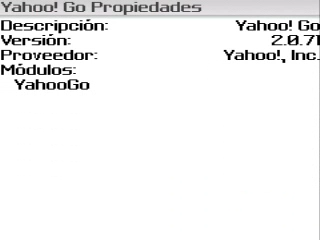 Yahoo! Go Propiedades
Descripción: Yahoo! Go
Versión: 2.0.71
Proveedor: Yahoo!, Inc.
Módulos:
YahooGo